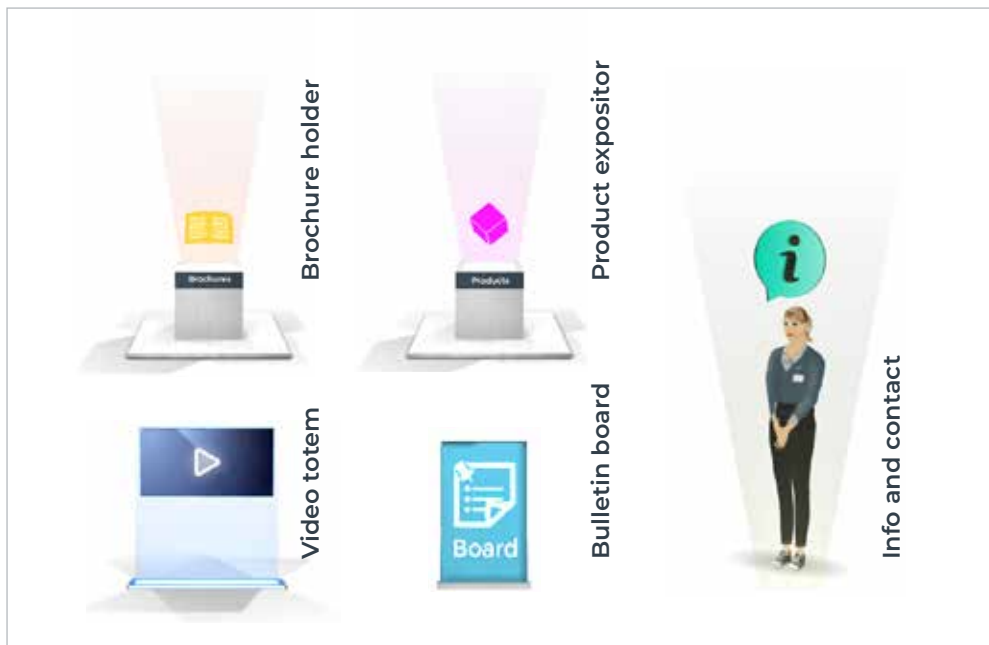 Brochure holder
Brochures
Product expositor
Products
Video totem
Bulletin board
Board
i
Info and contact